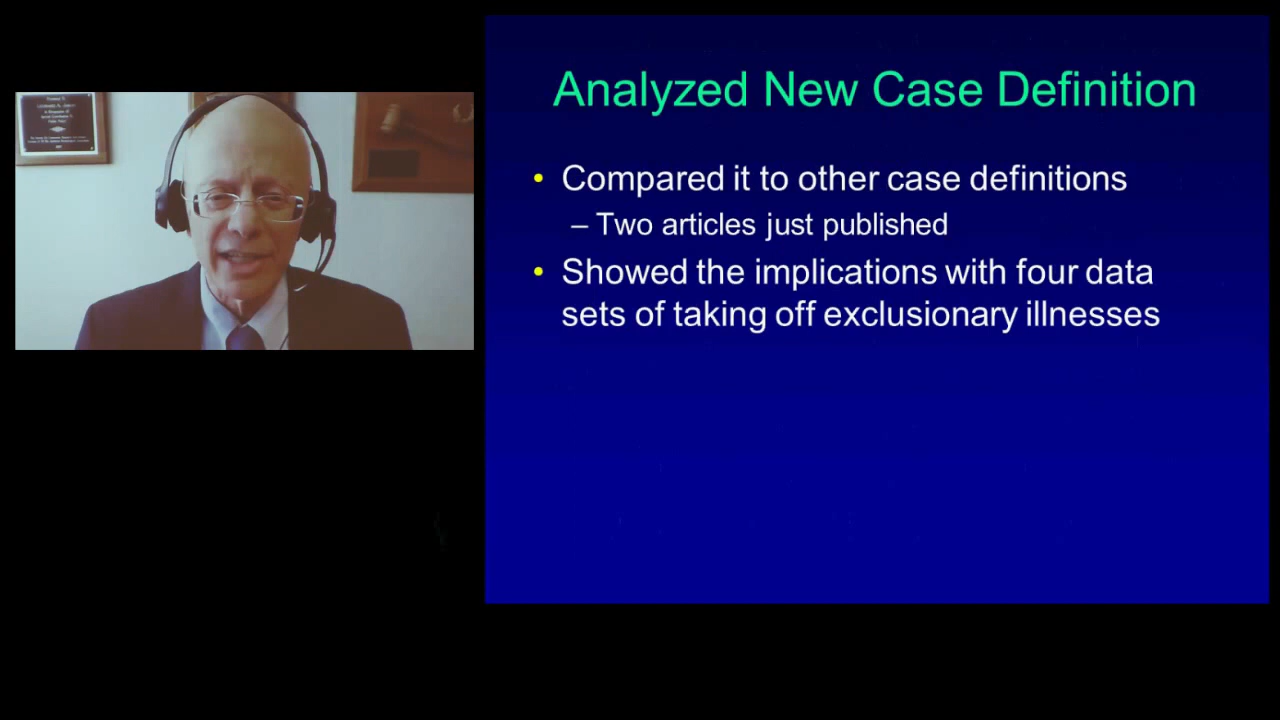 Analyzed New Case Definition
• Compared it to other case definitions
– Two articles just published
• Showed the implications with four data
sets of taking off exclusionary illnesses